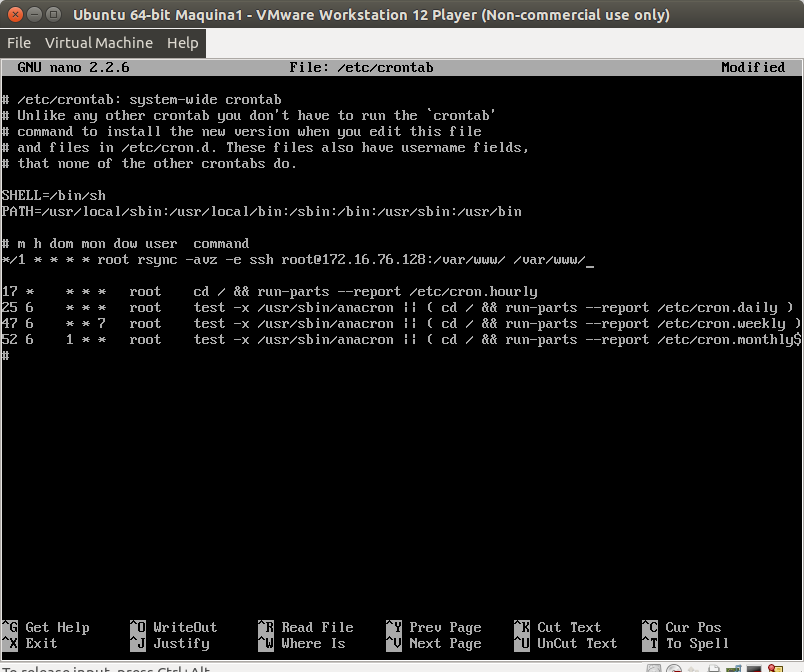 Ubuntu 64-bit Maquina1 - VMware Workstation 12 Player (Non-commercial use only)
File Virtual Machine Help
GNU nano 2.2.6 File: /etc/crontab Modified
# /etc/crontab: system-wide crontab
# Unlike any other crontab you don't have to run the `crontab'
# command to install the new version when you edit this file
# and files in /etc/cron.d. These files also have username fields,
# that none of the other crontabs do.
SHELL=/bin/sh
PATH=/usr/local/sbin:/usr/local/bin:/sbin:/bin:/usr/sbin:/usr/bin
# m h dom mon dow user  command
*/1 * * * * root rsync -avz -e ssh root@172.16.76.128:/var/www/ /var/www/_
17 *    * * *   root    cd / && run-parts --report /etc/cron.hourly
25 6    * * *   root    test -x /usr/sbin/anacron || ( cd / && run-parts --report /etc/cron.daily )
47 6    * * 7   root    test -x /usr/sbin/anacron || ( cd / && run-parts --report /etc/cron.weekly )
52 6    1 * *   root    test -x /usr/sbin/anacron || ( cd / && run-parts --report /etc/cron.monthly$
#
^G Get Help ^O WriteOut ^R Read File ^Y Prev Page ^K Cut Text ^C Cur Pos
^X Exit ^J Justify ^W Where Is ^V Next Page ^U UnCut Text ^T To Spell
To release input, press Ctrl+Alt